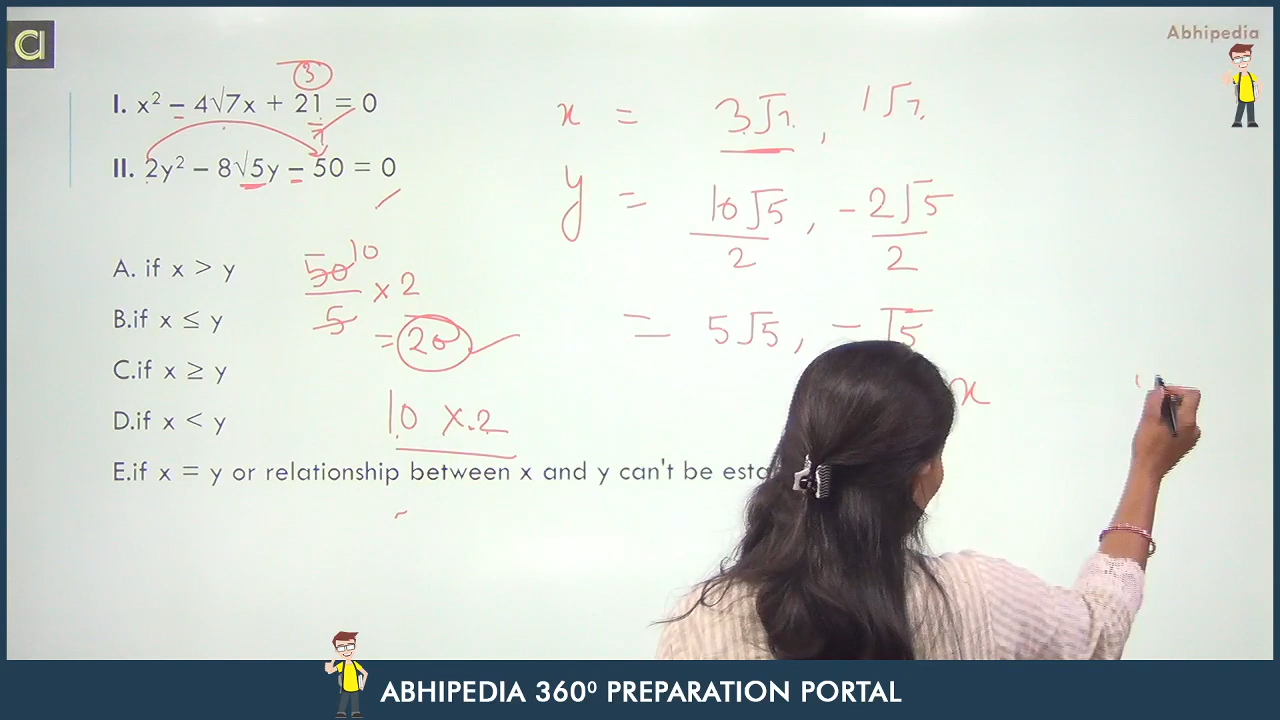 Abhipedia
a
3
I. x² – 4√7x + 21 = 0
7
II. 2y² – 8√5y – 50 = 0
x = 3√7, 1√7
y = 10√5/2, -2√5/2
= 5√5, -√5
x
A. if x > y
50/5 10 × 2
B.if x ≤ y
= 20
C.if x ≥ y
D.if x < y
10 × 2
E.if x = y or relationship between x and y can't be esta
ABHIPEDIA 360⁰ PREPARATION PORTAL